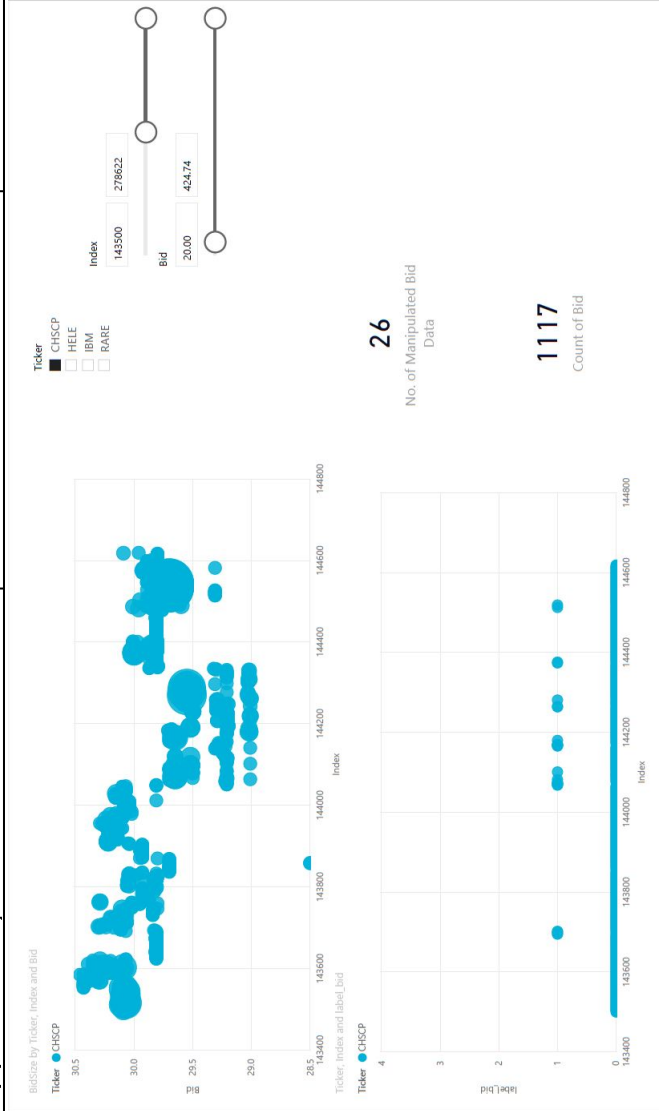 BidSize by Ticker, Index and Bid
Ticker CHSCP
30.5
30.0
29.5
29.0
28.5
Bid
143400
143600
143800
144000
144200
144400
144600
144800
Index
Ticker
CHSCP
HELE
IBM
RARE
Index
143500
278622
Bid
20.00
424.74
Ticker, Index and label_bid
Ticker CHSCP
4
3
2
1
0
label_bid
143400
143600
143800
144000
144200
144400
144600
144800
Index
26
No. of Manipulated Bid
Data
1117
Count of Bid